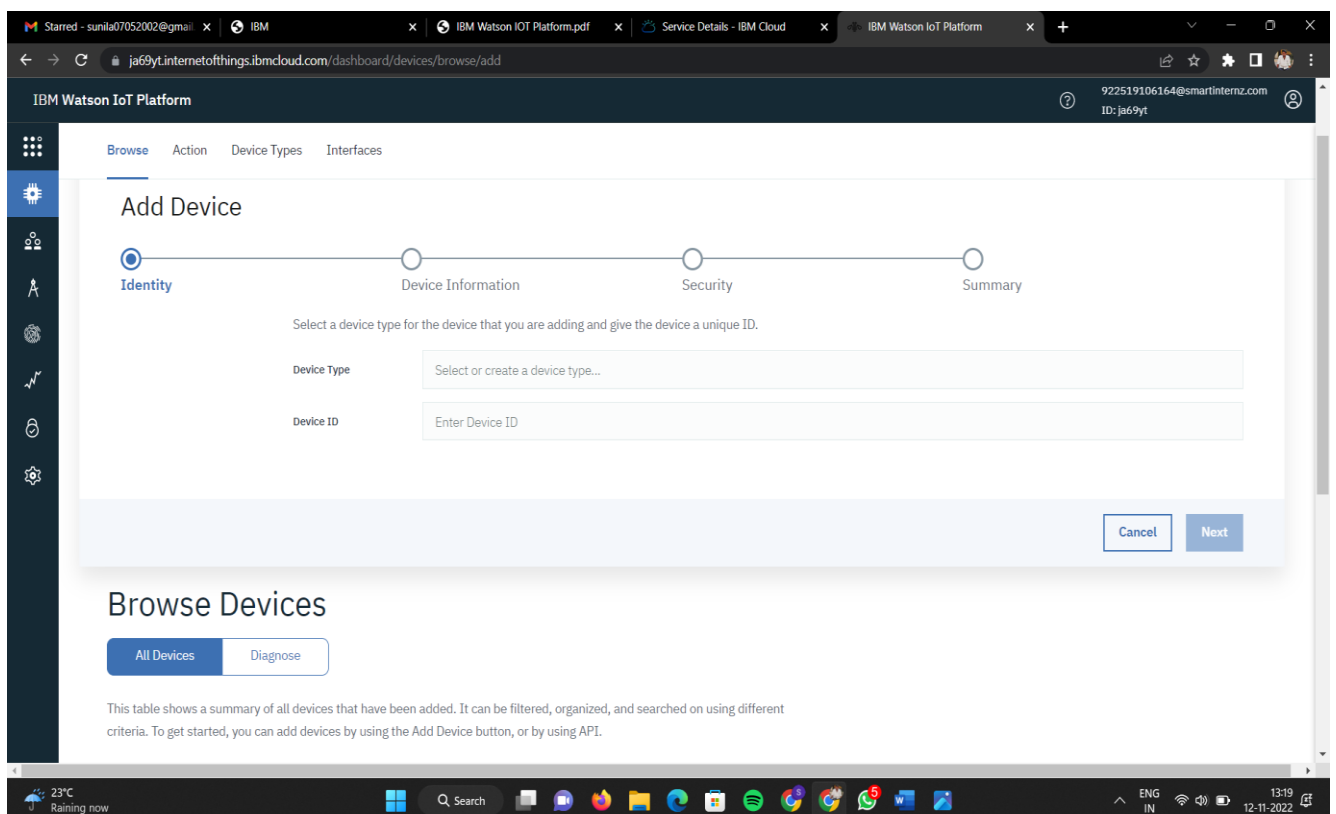 Starred - sunila07052002@gmail
IBM
IBM Watson IOT Platform.pdf
Service Details - IBM Cloud
IBM Watson IoT Platform
ja69yt.internetofthings.ibmcloud.com/dashboard/devices/browse/add
IBM Watson IoT Platform
922519106164@smartinternz.com
ID: ja69yt
Browse Action Device Types Interfaces
Add Device
Identity Device Information Security Summary
Select a device type for the device that you are adding and give the device a unique ID.
Device Type Select or create a device type...
Device ID Enter Device ID
Cancel Next
Browse Devices
All Devices Diagnose
This table shows a summary of all devices that have been added. It can be filtered, organized, and searched on using different
criteria. To get started, you can add devices by using the Add Device button, or by using API.
23°C
Raining now
Search
S
5
W
ENG
IN
13:19
12-11-2022